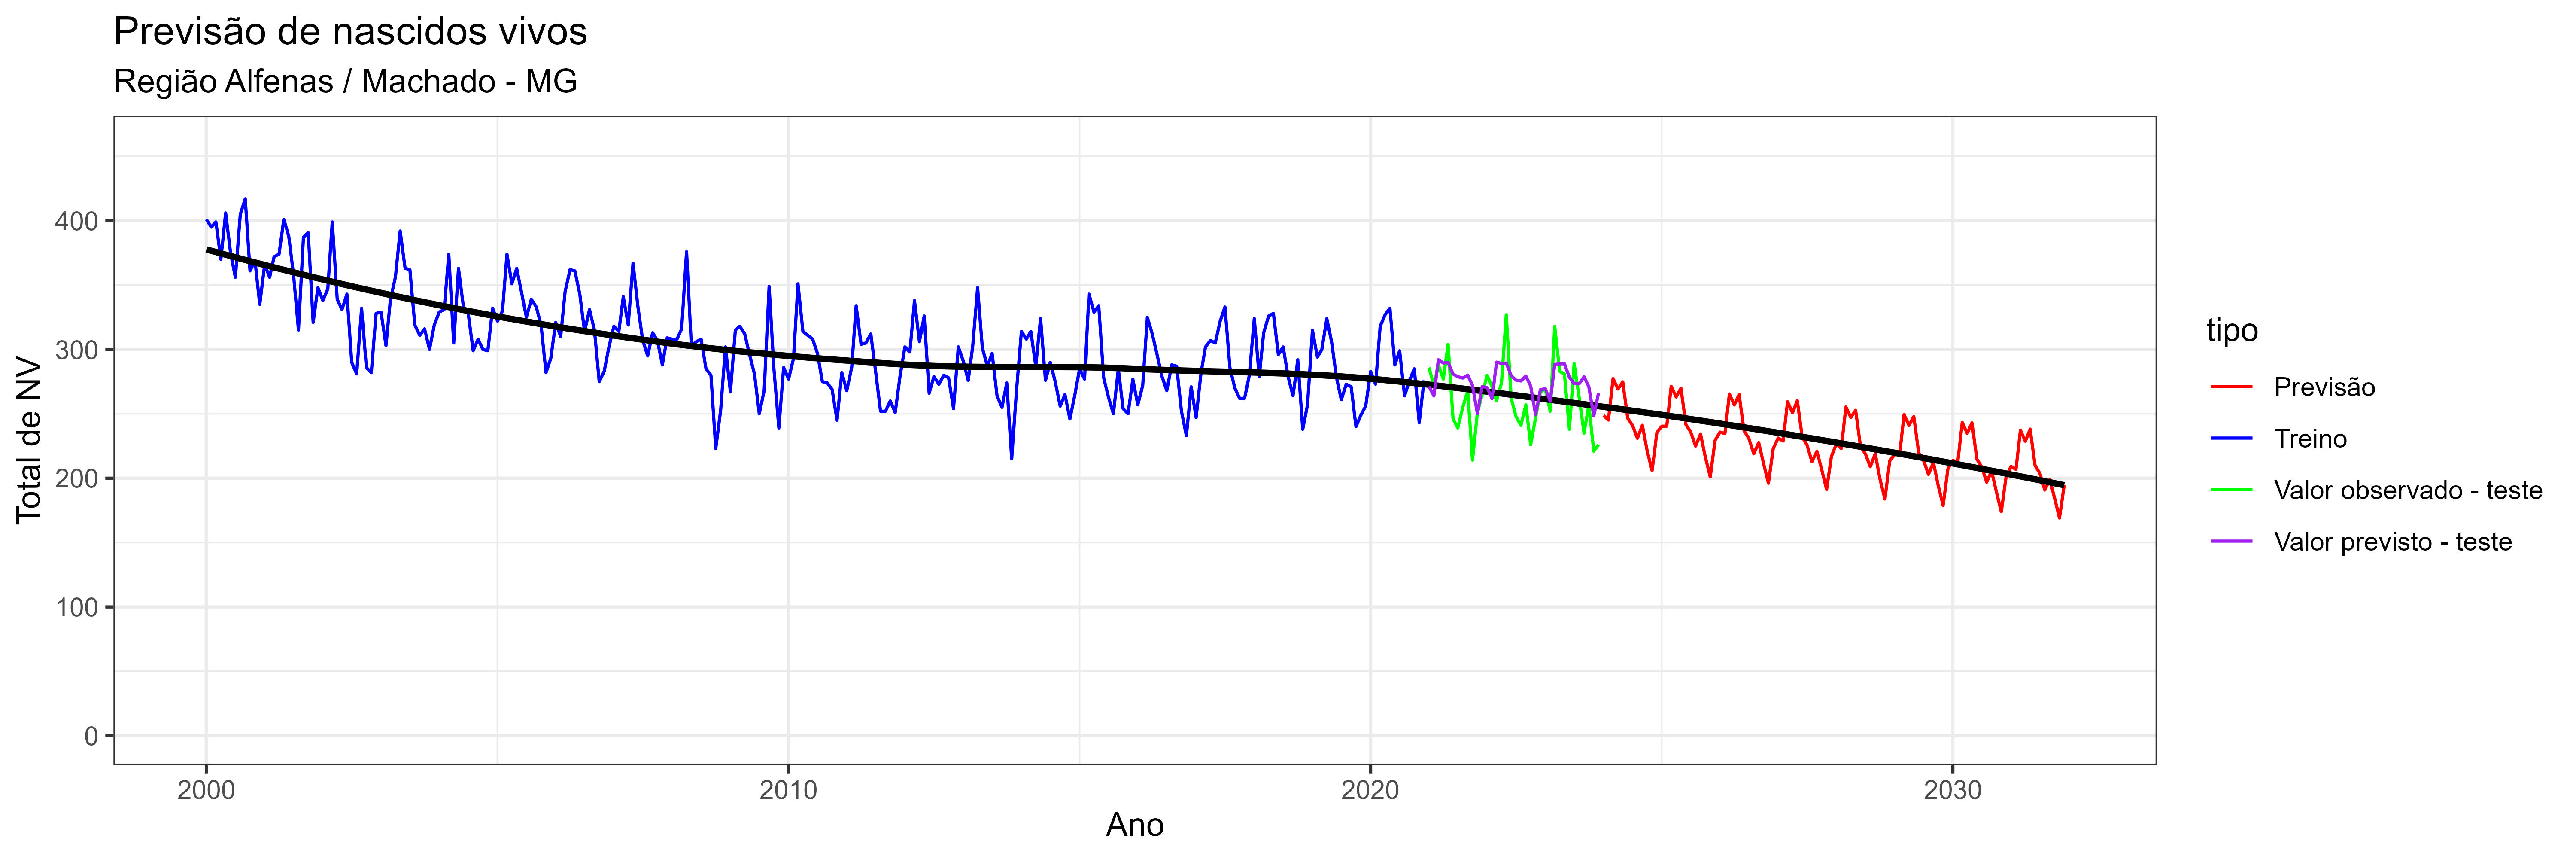 Previsão de nascidos vivos
Região Alfenas / Machado - MG
Total de NV
400
300
200
100
0
2000
2010
2020
2030
Ano
tipo
Previsão
Treino
Valor observado - teste
Valor previsto - teste